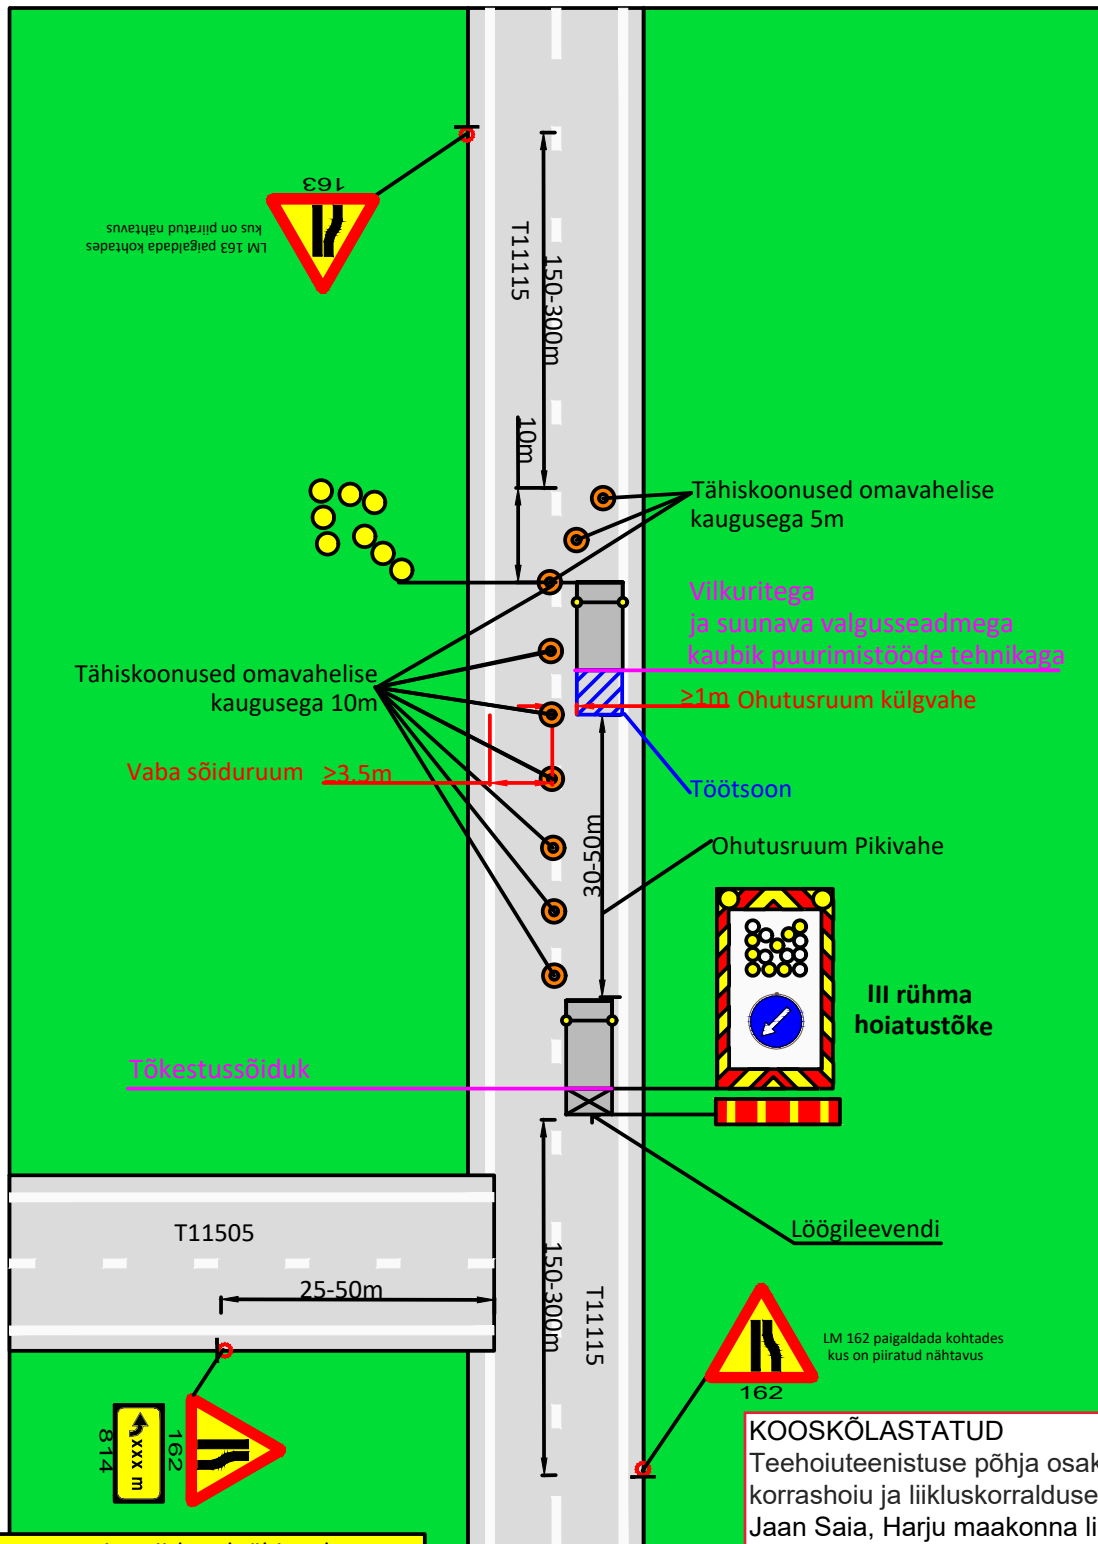 163
LM 163 paigaldada kohtades
kus on piiratud nähtavus
T11115
150-300m
10m
Tähiskoonused omavahelise
kaugusega 5m
Vilkuritega
ja suunava valgusseadmega
kaubik puurimistööde tehnikaga
Tähiskoonused omavahelise
kaugusega 10m
≥1m Ohutusruum külgvahe
Vaba sõiduruum ≥3.5m
Töötsoon
30-50m
Ohutusruum Pikivahe
III rühma
hoiatustõke
Tõkestussõiduk
T11505
25-50m
Löögileevendi
150-300m
T11115
LM 162 paigaldada kohtades
kus on piiratud nähtavus
162
162
xxx m
814
KOOSKÕLASTATUD
Teehoiuteenistuse põhja osak
korrashoiu ja liikluskorralduse
Jaan Saia, Harju maakonna li